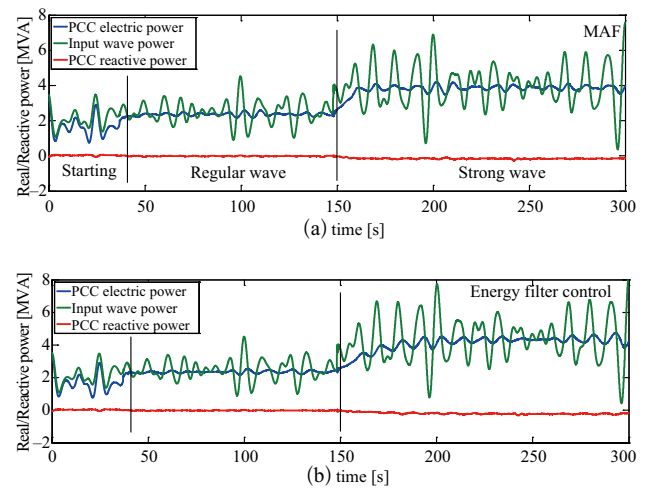 8
6
4
2
0
−2
Real/Reactive power [MVA]
PCC electric power
Input wave power
PCC reactive power
MAF
Starting
Regular wave
Strong wave
0 50 100 150 200 250 300
(a) time [s]
8
6
4
2
0
−2
Real/Reactive power [MVA]
PCC electric power
Input wave power
PCC reactive power
Energy filter control
0 50 100 150 200 250 300
(b) time [s]